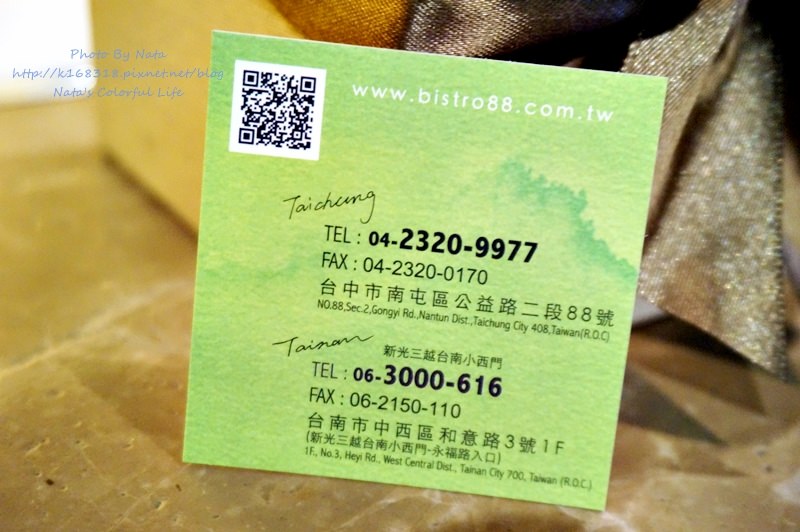 Photo By Nata
http://k168318.pixnet.net/blog
Nata's Colorful Life
www.bistro88.com.tw
Taichung
TEL : 04-2320-9977
FAX : 04-2320-0170
台中市南屯區公益路二段88號
NO.88,Sec.2,Gongyi Rd.,Nantun Dist.,Taichung City 408,Taiwan(R.O.C)
Tainan 新光三越台南小西門
TEL : 06-3000-616
FAX : 06-2150-110
台南市中西區和意路3號1F
(新光三越台南小西門-永福路入口)
1F., No.3, Heyi Rd., West Central Dist., Tainan City 700, Taiwan (R.O.C.)